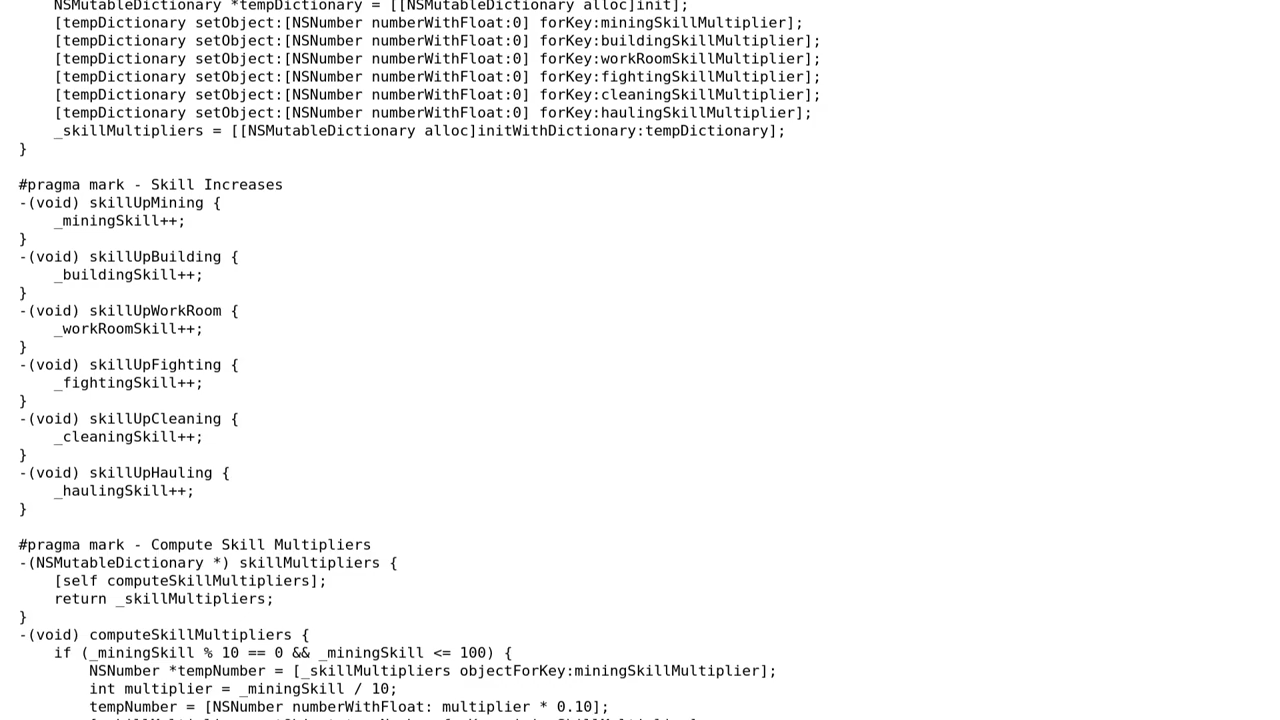 NSMutableDictionary *tempDictionary = [[NSMutableDictionary alloc]init];
    [tempDictionary setObject:[NSNumber numberWithFloat:0] forKey:miningSkillMultiplier];
    [tempDictionary setObject:[NSNumber numberWithFloat:0] forKey:buildingSkillMultiplier];
    [tempDictionary setObject:[NSNumber numberWithFloat:0] forKey:workRoomSkillMultiplier];
    [tempDictionary setObject:[NSNumber numberWithFloat:0] forKey:fightingSkillMultiplier];
    [tempDictionary setObject:[NSNumber numberWithFloat:0] forKey:cleaningSkillMultiplier];
    [tempDictionary setObject:[NSNumber numberWithFloat:0] forKey:haulingSkillMultiplier];
    _skillMultipliers = [[NSMutableDictionary alloc]initWithDictionary:tempDictionary];
}

#pragma mark - Skill Increases
-(void) skillUpMining {
    _miningSkill++;
}
-(void) skillUpBuilding {
    _buildingSkill++;
}
-(void) skillUpWorkRoom {
    _workRoomSkill++;
}
-(void) skillUpFighting {
    _fightingSkill++;
}
-(void) skillUpCleaning {
    _cleaningSkill++;
}
-(void) skillUpHauling {
    _haulingSkill++;
}

#pragma mark - Compute Skill Multipliers
-(NSMutableDictionary *) skillMultipliers {
    [self computeSkillMultipliers];
    return _skillMultipliers;
}
-(void) computeSkillMultipliers {
    if (_miningSkill % 10 == 0 && _miningSkill <= 100) {
        NSNumber *tempNumber = [_skillMultipliers objectForKey:miningSkillMultiplier];
        int multiplier = _miningSkill / 10;
        tempNumber = [NSNumber numberWithFloat: multiplier * 0.10];